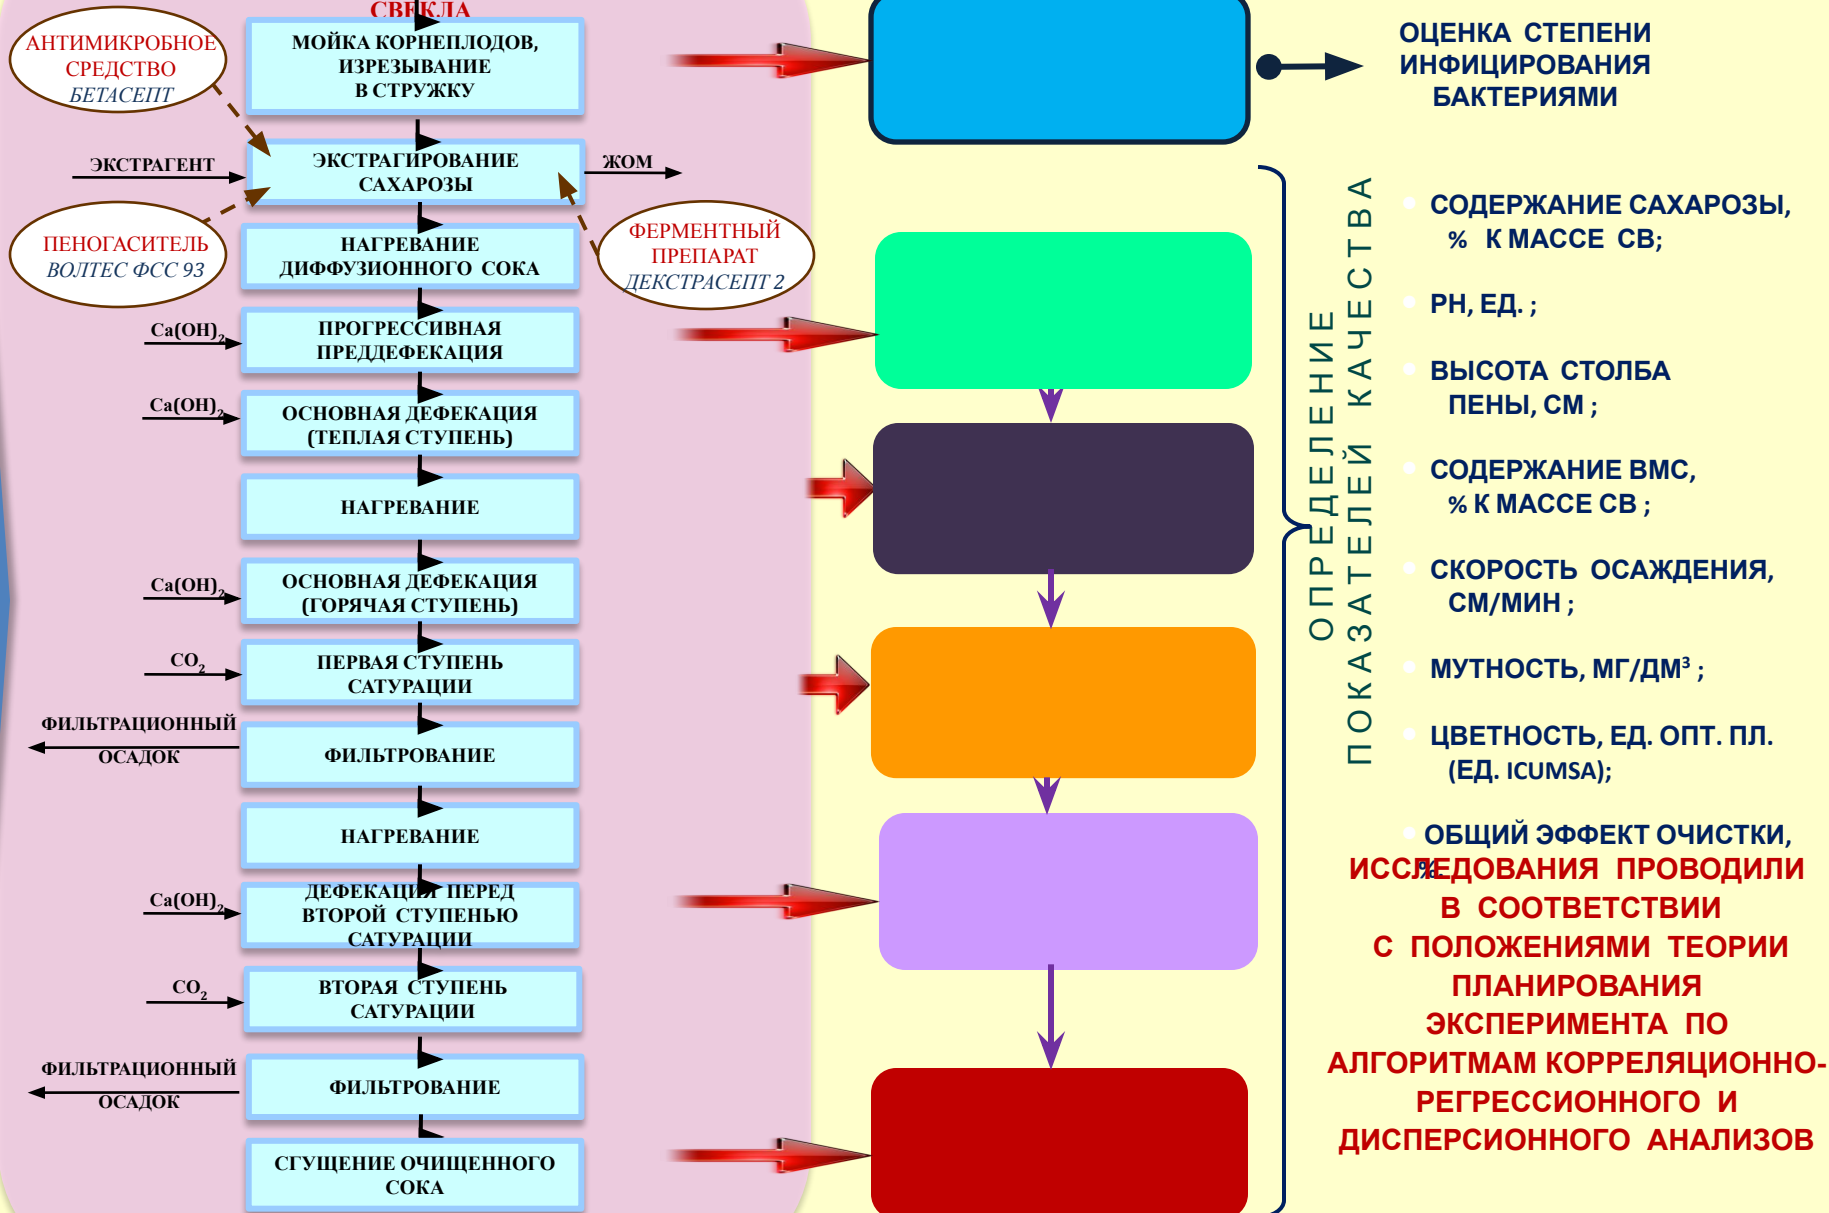 СВЕКЛА
АНТИМИКРОБНОЕ
СРЕДСТВО
БЕТАСЕПТ
МОЙКА КОРНЕПЛОДОВ,
ИЗРЕЗЫВАНИЕ
В СТРУЖКУ
ЭКСТРАГЕНТ
ЭКСТРАГИРОВАНИЕ
САХАРОЗЫ
ЖОМ
ПЕНОГАСИТЕЛЬ
ВОЛТЕС ФСС 93
ФЕРМЕНТНЫЙ
ПРЕПАРАТ
ДЕКСТРАСЕПТ 2
НАГРЕВАНИЕ
ДИФФУЗИОННОГО СОКА
Ca(OH)2
ПРОГРЕССИВНАЯ
ПРЕДДЕФЕКАЦИЯ
Ca(OH)2
ОСНОВНАЯ ДЕФЕКАЦИЯ
(ТЕПЛАЯ СТУПЕНЬ)
НАГРЕВАНИЕ
Ca(OH)2
ОСНОВНАЯ ДЕФЕКАЦИЯ
(ГОРЯЧАЯ СТУПЕНЬ)
CO2
ПЕРВАЯ СТУПЕНЬ
САТУРАЦИИ
ФИЛЬТРАЦИОННЫЙ
ОСАДОК
ФИЛЬТРОВАНИЕ
НАГРЕВАНИЕ
Ca(OH)2
ДЕФЕКАЦИЯ ПЕРЕД
ВТОРОЙ СТУПЕНЬЮ
САТУРАЦИИ
CO2
ВТОРАЯ СТУПЕНЬ
САТУРАЦИИ
ФИЛЬТРАЦИОННЫЙ
ОСАДОК
ФИЛЬТРОВАНИЕ
СГУЩЕНИЕ ОЧИЩЕННОГО
СОКА
ОЦЕНКА СТЕПЕНИ
ИНФИЦИРОВАНИЯ
БАКТЕРИЯМИ
ОПРЕДЕЛЕНИЕ
ПОКАЗАТЕЛЕЙ КАЧЕСТВА
• СОДЕРЖАНИЕ САХАРОЗЫ,
% К МАССЕ СВ;
• РН, ЕД. ;
• ВЫСОТА СТОЛБА
ПЕНЫ, СМ ;
• СОДЕРЖАНИЕ ВМС,
% К МАССЕ СВ ;
• СКОРОСТЬ ОСАЖДЕНИЯ,
СМ/МИН ;
• МУТНОСТЬ, МГ/ДМ³ ;
• ЦВЕТНОСТЬ, ЕД. ОПТ. ПЛ.
(ЕД. ICUMSA);
• ОБЩИЙ ЭФФЕКТ ОЧИСТКИ,
%
ИССЛЕДОВАНИЯ ПРОВОДИЛИ
В СООТВЕТСТВИИ
С ПОЛОЖЕНИЯМИ ТЕОРИИ
ПЛАНИРОВАНИЯ
ЭКСПЕРИМЕНТА ПО
АЛГОРИТМАМ КОРРЕЛЯЦИОННО-
РЕГРЕССИОННОГО И
ДИСПЕРСИОННОГО АНАЛИЗОВ